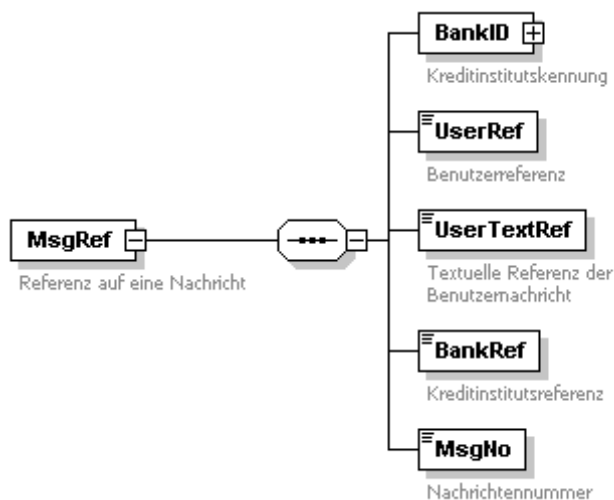 BankID
Kreditinstitutskennung
UserRef
Benutzerreferenz
MsgRef
Referenz auf eine Nachricht
UserTextRef
Textuelle Referenz der
Benutzernachricht
BankRef
Kreditinstitutsreferenz
MsgNo
Nachrichtennummer